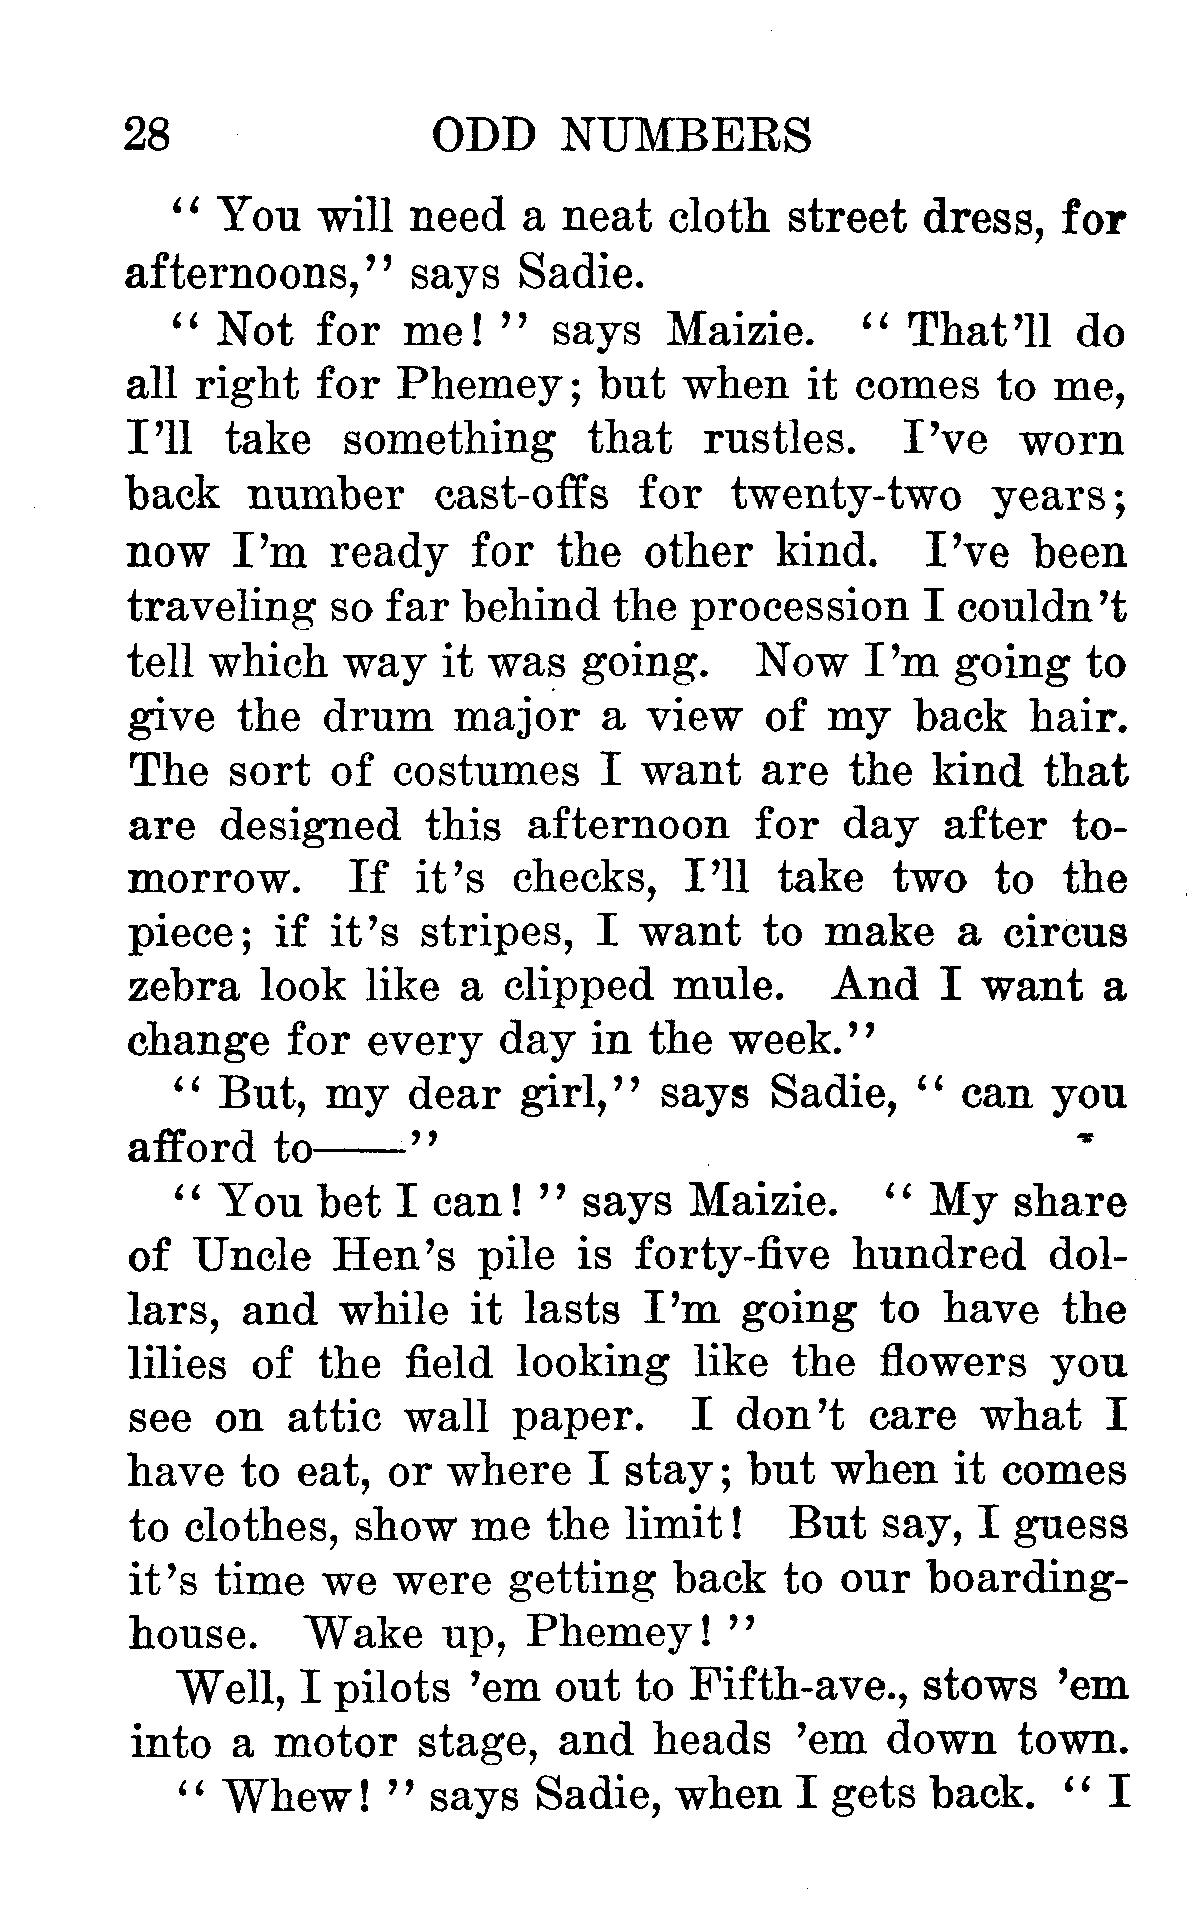 28 ODD NUMBERS
“ You will need a neat cloth street dress, for
afternoons,” says Sadie.
“ Not for me! ” says Maizie. “ That’ll do
all right for Phemey; but when it comes to me,
I’ll take something that rustles. I’ve worn
back number cast-offs for twenty-two years;
now I’m ready for the other kind. I’ve been
traveling so far behind the procession I couldn’t
tell which way it was going. Now I’m going to
give the drum major a view of my back hair.
The sort of costumes I want are the kind that
are designed this afternoon for day after to-
morrow. If it’s checks, I’ll take two to the
piece; if it’s stripes, I want to make a circus
zebra look like a clipped mule. And I want a
change for every day in the week.”
“ But, my dear girl,” says Sadie, “ can you
afford to——”
“ You bet I can! ” says Maizie. “ My share
of Uncle Hen’s pile is forty-five hundred dol-
lars, and while it lasts I’m going to have the
lilies of the field looking like the flowers you
see on attic wall paper. I don’t care what I
have to eat, or where I stay; but when it comes
to clothes, show me the limit! But say, I guess
it’s time we were getting back to our boarding-
house. Wake up, Phemey! ”
Well, I pilots ’em out to Fifth-ave., stows ’em
into a motor stage, and heads ’em down town.
“ Whew! ” says Sadie, when I gets back. “ I